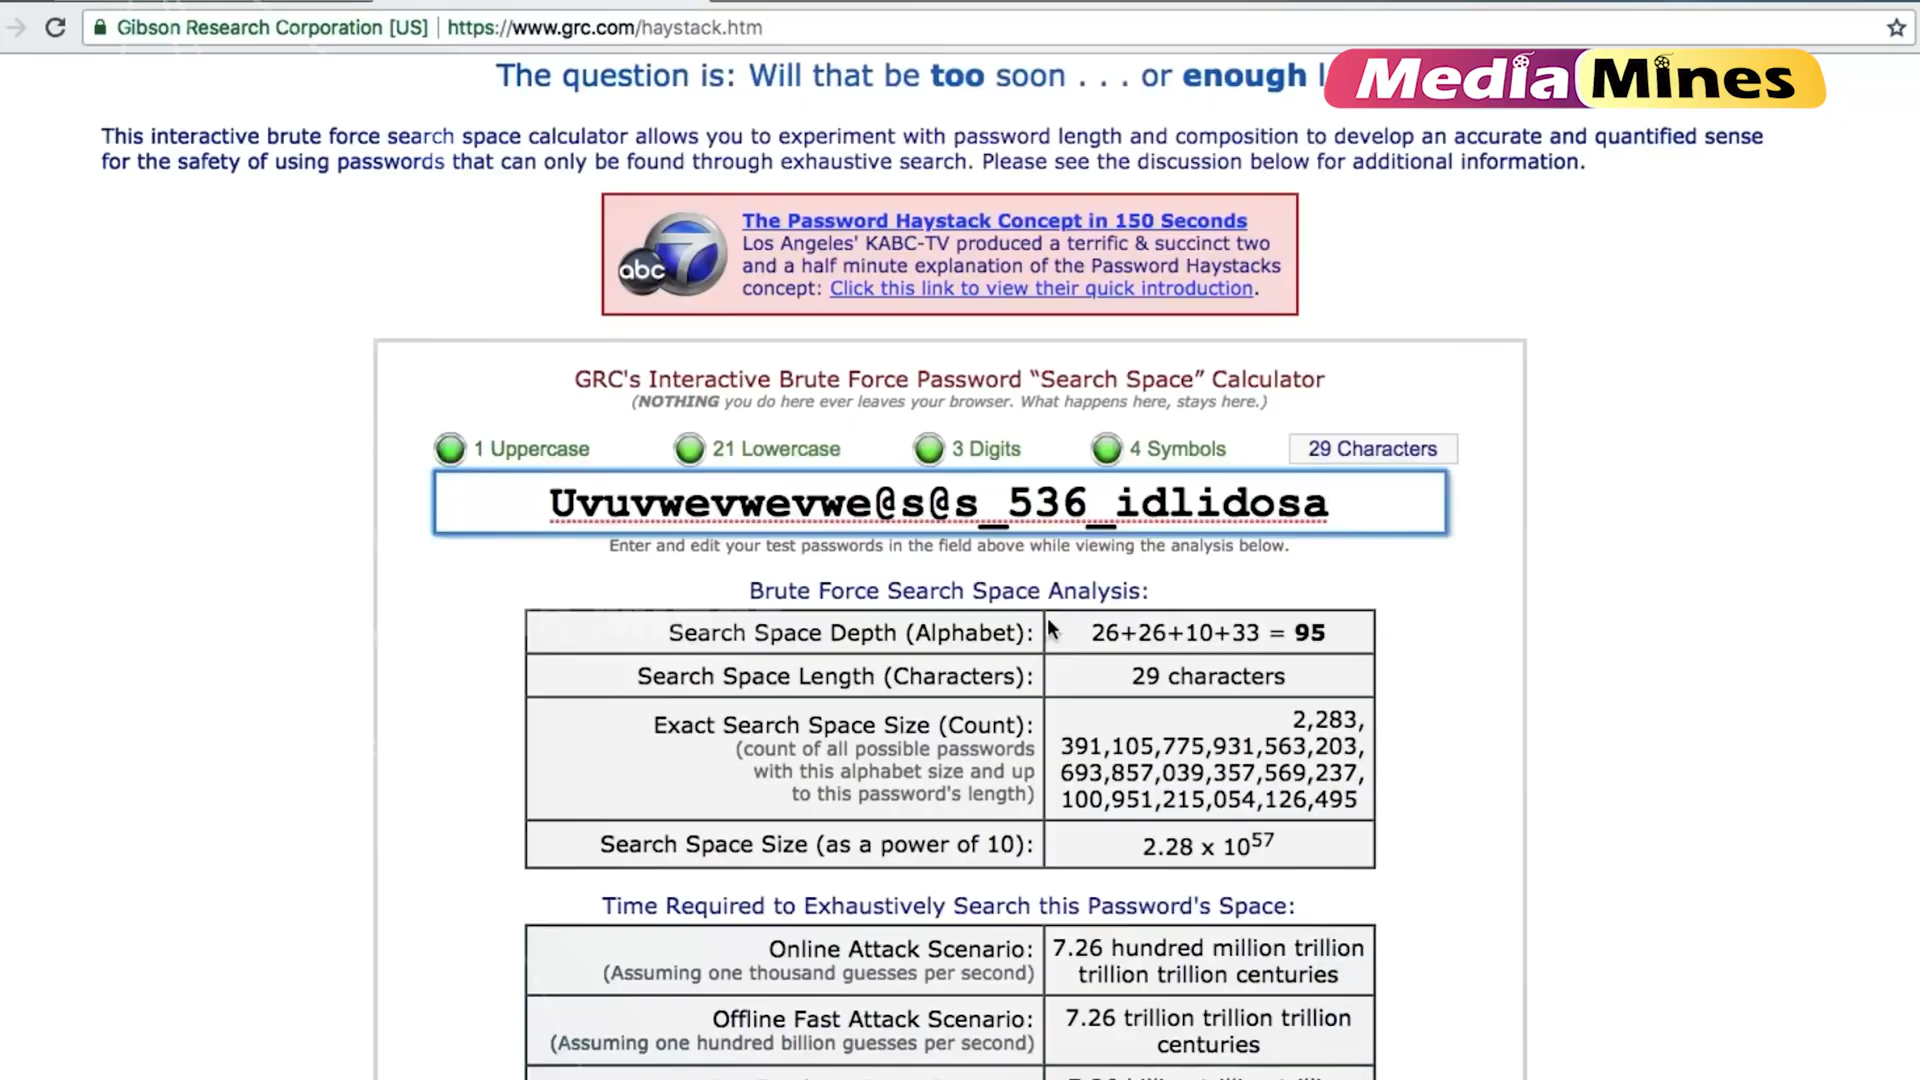 Gibson Research Corporation [US] | https://www.grc.com/haystack.htm
MediaMines
The question is: Will that be too soon . . . or enough l
This interactive brute force search space calculator allows you to experiment with password length and composition to develop an accurate and quantified sense
for the safety of using passwords that can only be found through exhaustive search. Please see the discussion below for additional information.
The Password Haystack Concept in 150 Seconds
Los Angeles' KABC-TV produced a terrific & succinct two
and a half minute explanation of the Password Haystacks
concept: Click this link to view their quick introduction.
abc 7
GRC's Interactive Brute Force Password “Search Space” Calculator
(NOTHING you do here ever leaves your browser. What happens here, stays here.)
1 Uppercase 21 Lowercase 3 Digits 4 Symbols 29 Characters
Uvuvwevwevwe@s@s_536_idlidosa
Enter and edit your test passwords in the field above while viewing the analysis below.
Brute Force Search Space Analysis:
Search Space Depth (Alphabet): 26+26+10+33 = 95
Search Space Length (Characters): 29 characters
Exact Search Space Size (Count):
(count of all possible passwords
with this alphabet size and up
to this password's length)
2,283,
391,105,775,931,563,203,
693,857,039,357,569,237,
100,951,215,054,126,495
Search Space Size (as a power of 10): 2.28 x 10^57
Time Required to Exhaustively Search this Password's Space:
Online Attack Scenario:
(Assuming one thousand guesses per second)
7.26 hundred million trillion
trillion trillion centuries
Offline Fast Attack Scenario:
(Assuming one hundred billion guesses per second)
7.26 trillion trillion trillion
centuries